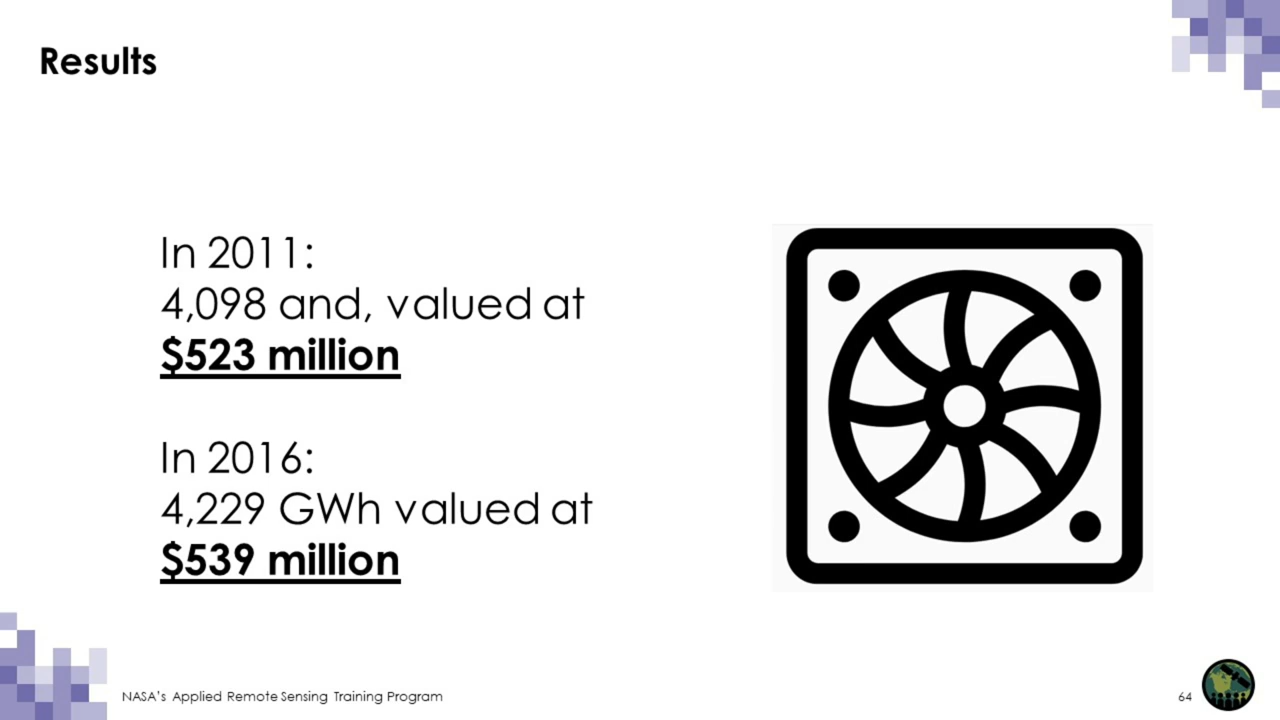 Results
In 2011:
4,098 and, valued at
$523 million
In 2016:
4,229 GWh valued at
$539 million
NASA's Applied Remote Sensing Training Program
64